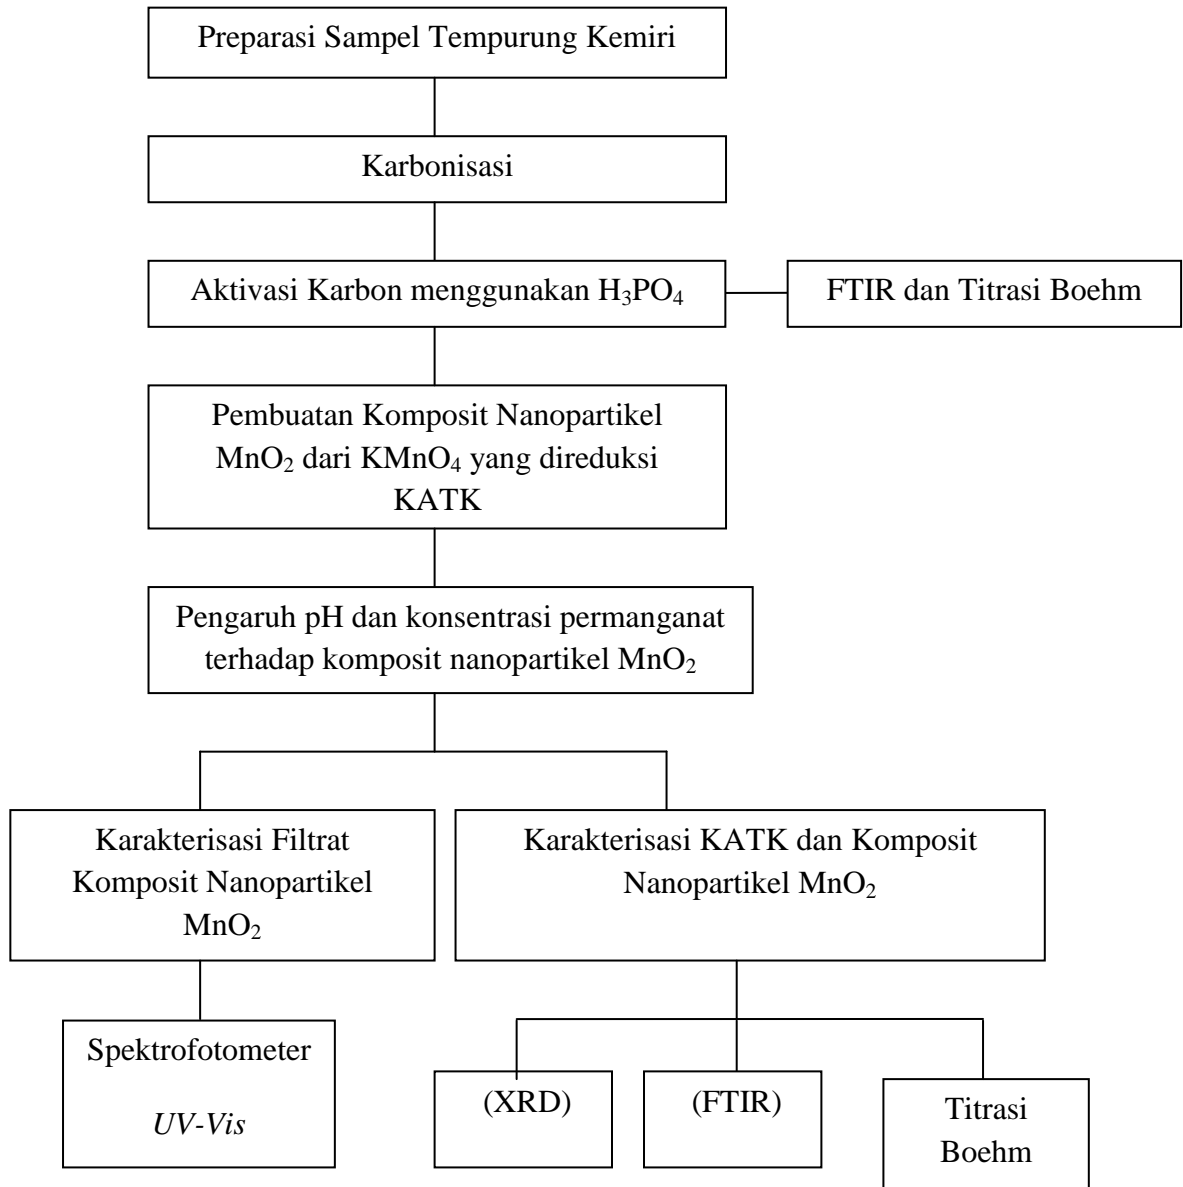 Preparasi Sampel Tempurung Kemiri
Karbonisasi
Aktivasi Karbon menggunakan H₃PO₄
FTIR dan Titrasi Boehm
Pembuatan Komposit Nanopartikel
MnO₂ dari KMnO₄ yang direduksi
KATK
Pengaruh pH dan konsentrasi permanganat
terhadap komposit nanopartikel MnO₂
Karakterisasi Filtrat
Komposit Nanopartikel
MnO₂
Karakterisasi KATK dan Komposit
Nanopartikel MnO₂
Spektrofotometer
UV-Vis
(XRD)
(FTIR)
Titrasi
Boehm